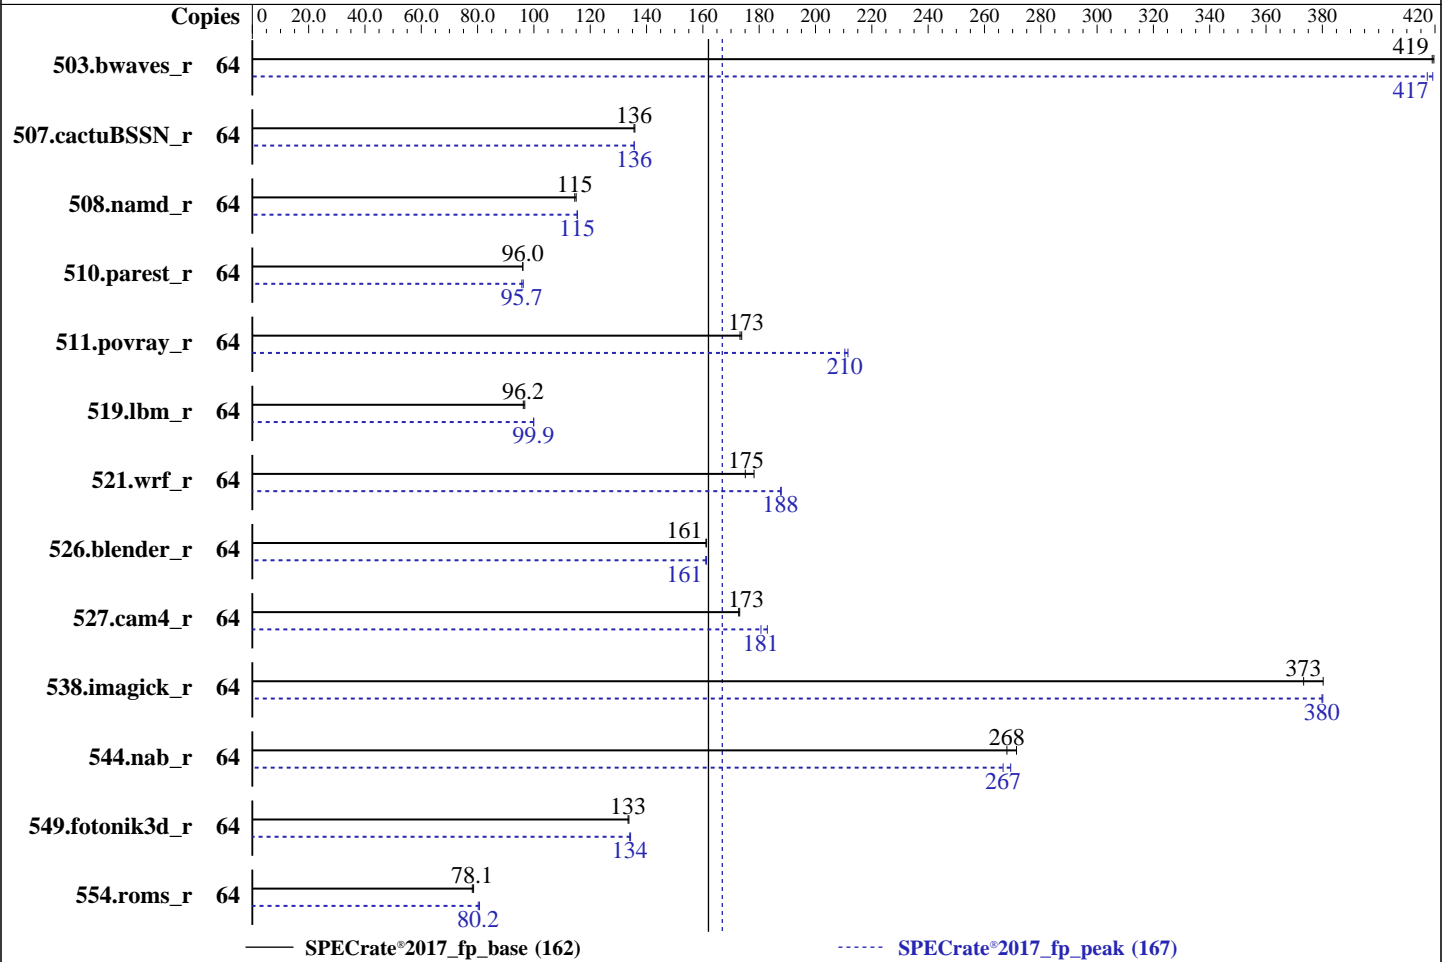 Copies 0 20.0 40.0 60.0 80.0 100 120 140 160 180 200 220 240 260 280 300 320 340 360 380 420
419
503.bwaves_r 64
417
136
507.cactuBSSN_r 64
136
115
508.namd_r 64
115
96.0
510.parest_r 64
95.7
173
511.povray_r 64
210
96.2
519.lbm_r 64
99.9
175
521.wrf_r 64
188
161
526.blender_r 64
161
173
527.cam4_r 64
181
373
538.imagick_r 64
380
268
544.nab_r 64
267
133
549.fotonik3d_r 64
134
78.1
554.roms_r 64
80.2
SPECrate®2017_fp_base (162) SPECrate®2017_fp_peak (167)